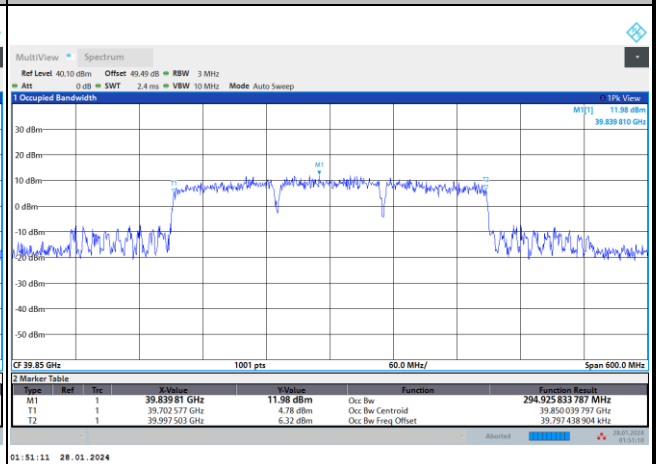 MultiView Spectrum
Ref Level 40.10 dBm Offset 49.49 dB RBW 3 MHz
Att 0 dB SWT 2.4 ms VBW 10 MHz Mode Auto Sweep
1 Occupied Bandwidth 1Pk View
M1[1] 11.98 dBm
39.839 810 GHz
30 dBm
20 dBm
M1
10 dBm
T1
T2
0 dBm
-10 dBm
-20 dBm
-30 dBm
-40 dBm
-50 dBm
CF 39.85 GHz 1001 pts 60.0 MHz/ Span 600.0 MHz
2 Marker Table
Type Ref Trc X-Value Y-Value Function Function Result
M1 1 39.839 81 GHz 11.98 dBm Occ Bw 294.925 833 787 MHz
T1 1 39.702 577 GHz 4.78 dBm Occ Bw Centroid 39.850 039 797 GHz
T2 1 39.997 503 GHz 6.32 dBm Occ Bw Freq Offset 39.797 438 904 kHz
Aborted 28.01.2024
01:51:10
01:51:11 28.01.2024